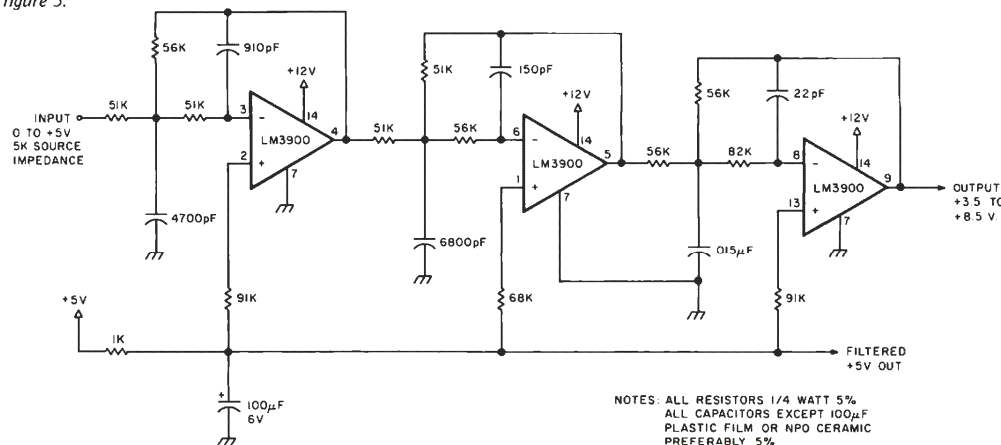 figure 5.
56K
910pF
+12V
14
51K
51K
3
-
4
LM3900
2
+
7
INPUT
0 TO +5V
5K SOURCE
IMPEDANCE
4700pF
91K
51K
150pF
+12V
14
51K
56K
6
-
5
LM3900
1
+
7
6800pF
68K
56K
22pF
+12V
14
56K
82K
8
-
9
LM3900
13
+
7
.015µF
91K
OUTPUT
+3.5 TO
+8.5 V.
+5V
1K
FILTERED
+5V OUT
+
100µF
6V
NOTES: ALL RESISTORS 1/4 WATT 5%
ALL CAPACITORS EXCEPT 100µF
PLASTIC FILM OR NPO CERAMIC
PREFERABLY 5%